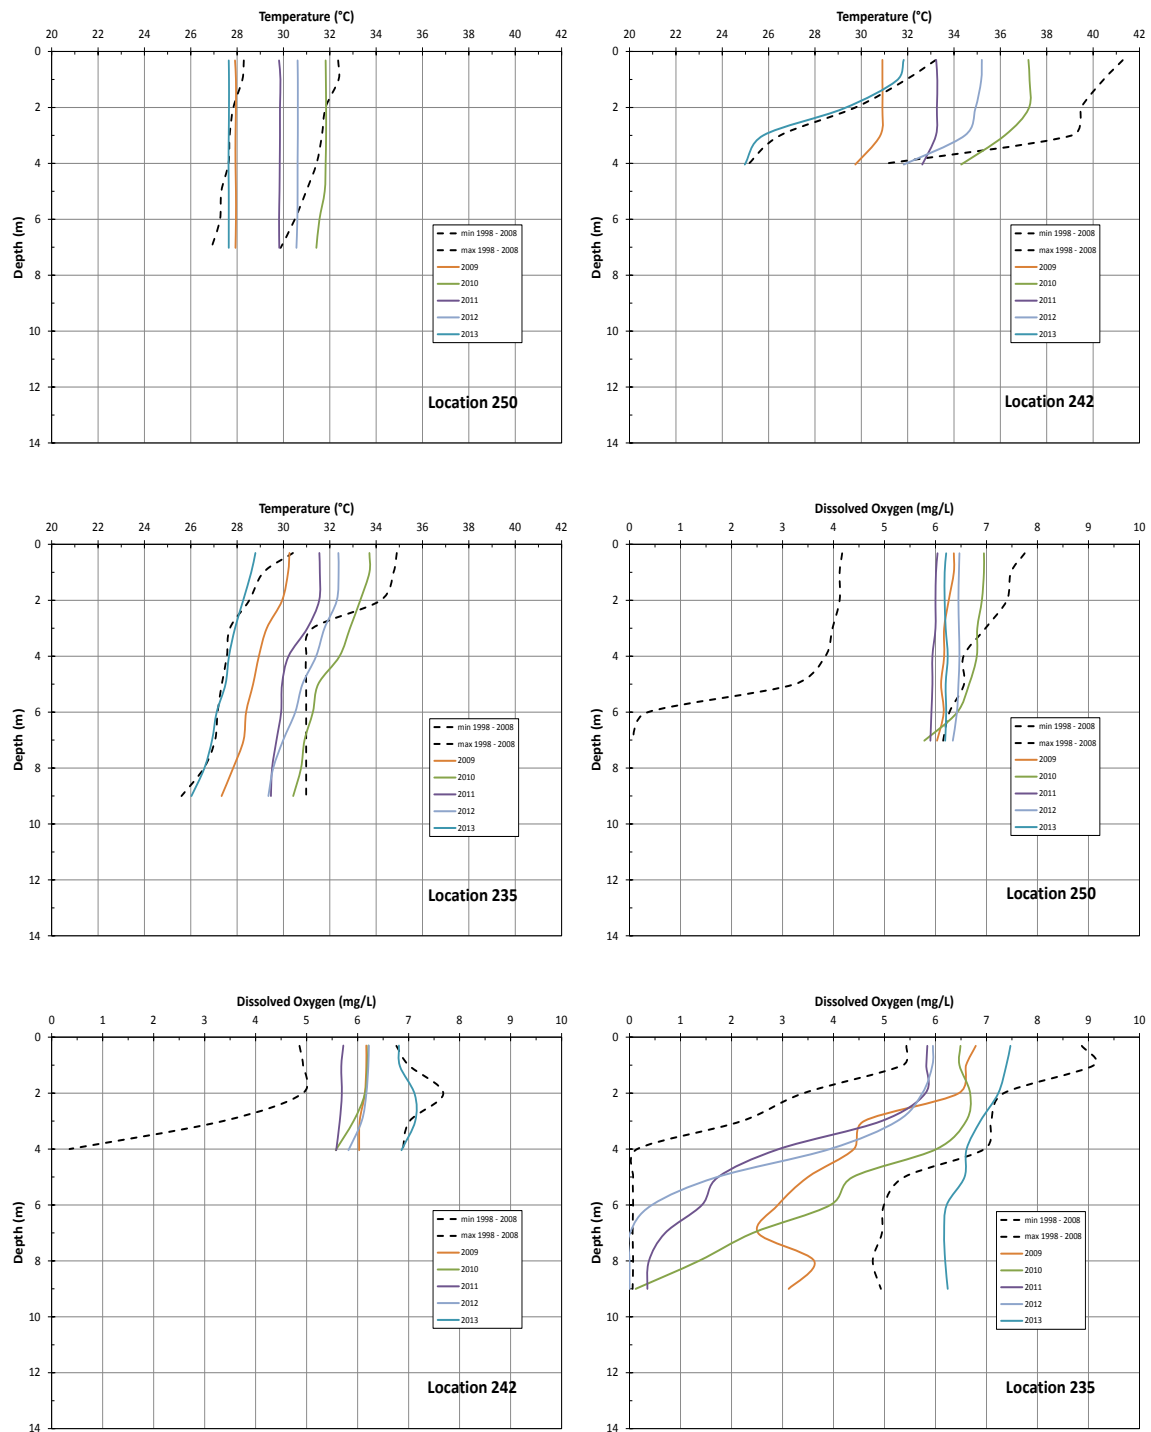 Temperature (°C)
20 22 24 26 28 30 32 34 36 38 40 42
0
2
4
6
8
10
12
14
Depth (m)
min 1998 - 2008
max 1998 - 2008
2009
2010
2011
2012
2013
Location 250
Temperature (°C)
20 22 24 26 28 30 32 34 36 38 40 42
0
2
4
6
8
10
12
14
Depth (m)
min 1998 - 2008
max 1998 - 2008
2009
2010
2011
2012
2013
Location 242
Temperature (°C)
20 22 24 26 28 30 32 34 36 38 40 42
0
2
4
6
8
10
12
14
Depth (m)
min 1998 - 2008
max 1998 - 2008
2009
2010
2011
2012
2013
Location 235
Dissolved Oxygen (mg/L)
0 1 2 3 4 5 6 7 8 9 10
0
2
4
6
8
10
12
14
Depth (m)
min 1998 - 2008
max 1998 - 2008
2009
2010
2011
2012
2013
Location 250
Dissolved Oxygen (mg/L)
0 1 2 3 4 5 6 7 8 9 10
0
2
4
6
8
10
12
14
Depth (m)
min 1998 - 2008
max 1998 - 2008
2009
2010
2011
2012
2013
Location 242
Dissolved Oxygen (mg/L)
0 1 2 3 4 5 6 7 8 9 10
0
2
4
6
8
10
12
14
Depth (m)
min 1998 - 2008
max 1998 - 2008
2009
2010
2011
2012
2013
Location 235